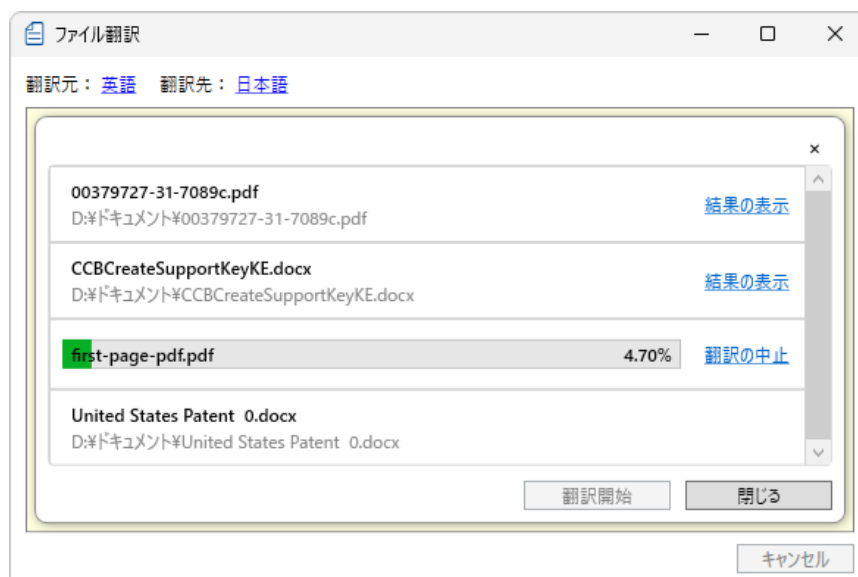 ファイル翻訳
翻訳元： 英語 翻訳先： 日本語
×
00379727-31-7089c.pdf
D:¥ドキュメント¥00379727-31-7089c.pdf
結果の表示
CCBCreateSupportKeyKE.docx
D:¥ドキュメント¥CCBCreateSupportKeyKE.docx
結果の表示
first-page-pdf.pdf 4.70% 翻訳の中止
United States Patent 0.docx
D:¥ドキュメント¥United States Patent 0.docx
翻訳開始 閉じる
キャンセル